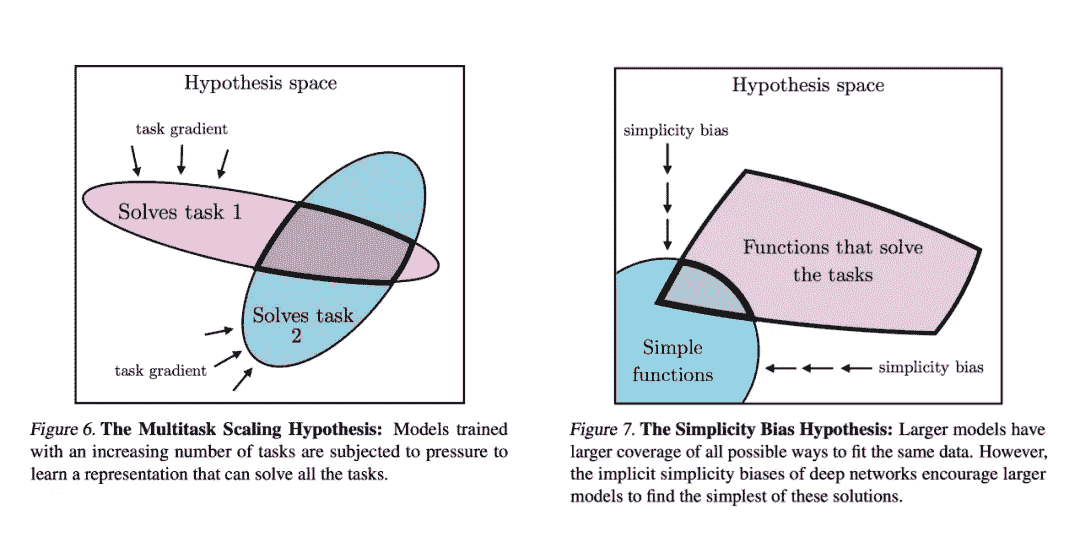 Hypothesis space
task gradient
Solves task 1
Solves task
2
task gradient
Figure 6. The Multitask Scaling Hypothesis: Models trained
with an increasing number of tasks are subjected to pressure to
learn a representation that can solve all the tasks.
Hypothesis space
simplicity bias
Functions that solve
the tasks
Simple
functions
simplicity bias
Figure 7. The Simplicity Bias Hypothesis: Larger models have
larger coverage of all possible ways to fit the same data. However,
the implicit simplicity biases of deep networks encourage larger
models to find the simplest of these solutions.